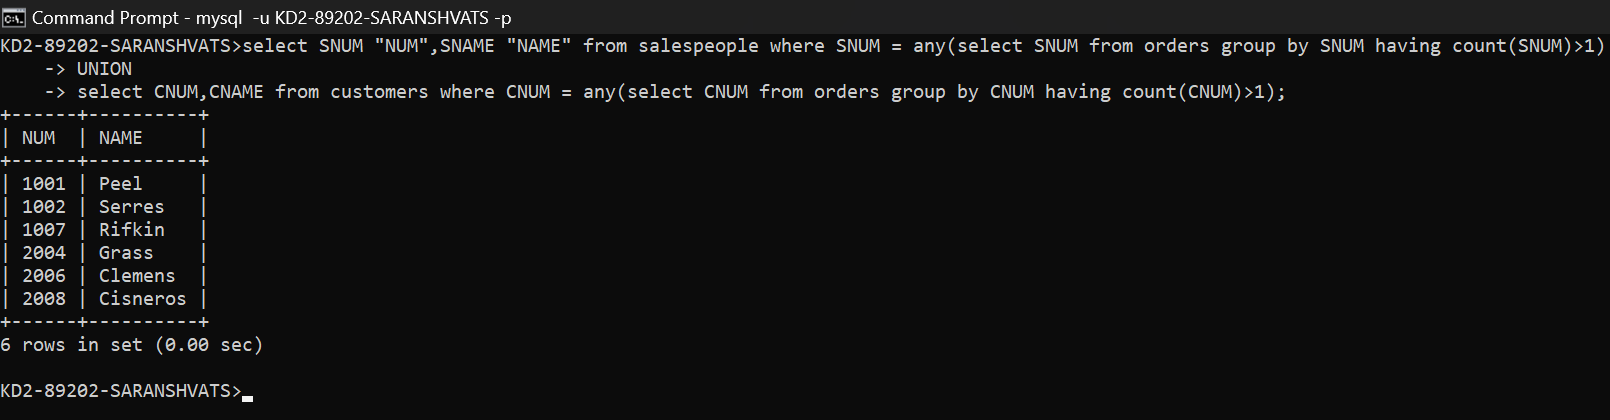 Command Prompt - mysql  -u KD2-89202-SARANSHVATS -p
KD2-89202-SARANSHVATS>select SNUM "NUM",SNAME "NAME" from salespeople where SNUM = any(select SNUM from orders group by SNUM having count(SNUM)>1)
    -> UNION
    -> select CNUM,CNAME from customers where CNUM = any(select CNUM from orders group by CNUM having count(CNUM)>1);
+------+----------+
| NUM  | NAME     |
+------+----------+
| 1001 | Peel     |
| 1002 | Serres   |
| 1007 | Rifkin   |
| 2004 | Grass    |
| 2006 | Clemens  |
| 2008 | Cisneros |
+------+----------+
6 rows in set (0.00 sec)
KD2-89202-SARANSHVATS>